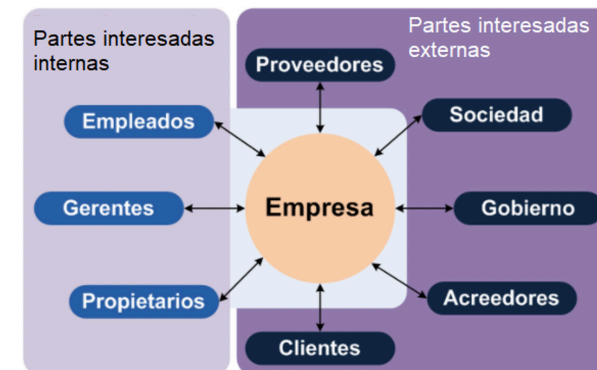 Partes interesadas
internas
Partes interesadas
externas
Proveedores
Empleados
Sociedad
Gerentes
Empresa
Gobierno
Propietarios
Acreedores
Clientes